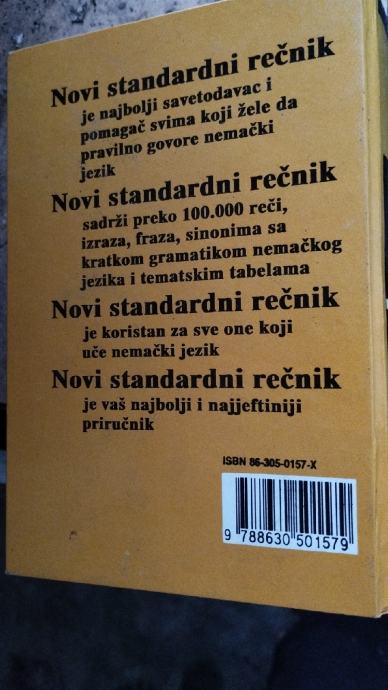 Novi standardni rečnik
je najbolji savetodavac i
pomagač svima koji žele da
pravilno govore nemački
jezik
Novi standardni rečnik
sadrži preko 100.000 reči,
izraza, fraza, sinonima sa
kratkom gramatikom nemačkog
jezika i tematskim tabelama
Novi standardni rečnik
je koristan za sve one koji
uče nemački jezik
Novi standardni rečnik
je vaš najbolji i najjeftiniji
priručnik
ISBN 86-305-0157-X
9 788630 501579